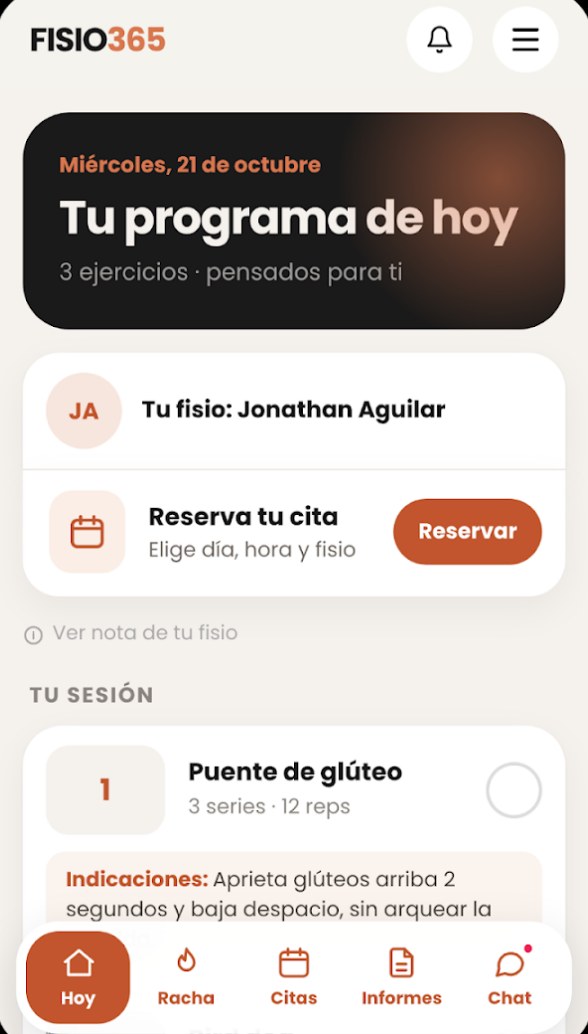 FISIO365
Miércoles, 21 de octubre
Tu programa de hoy
3 ejercicios · pensados para ti
JA
Tu fisio: Jonathan Aguilar
Reserva tu cita
Elige día, hora y fisio
Reservar
Ver nota de tu fisio
TU SESIÓN
1
Puente de glúteo
3 series · 12 reps
Indicaciones: Aprieta glúteos arriba 2
segundos y baja despacio, sin arquear la
Hoy
Racha
Citas
Informes
Chat